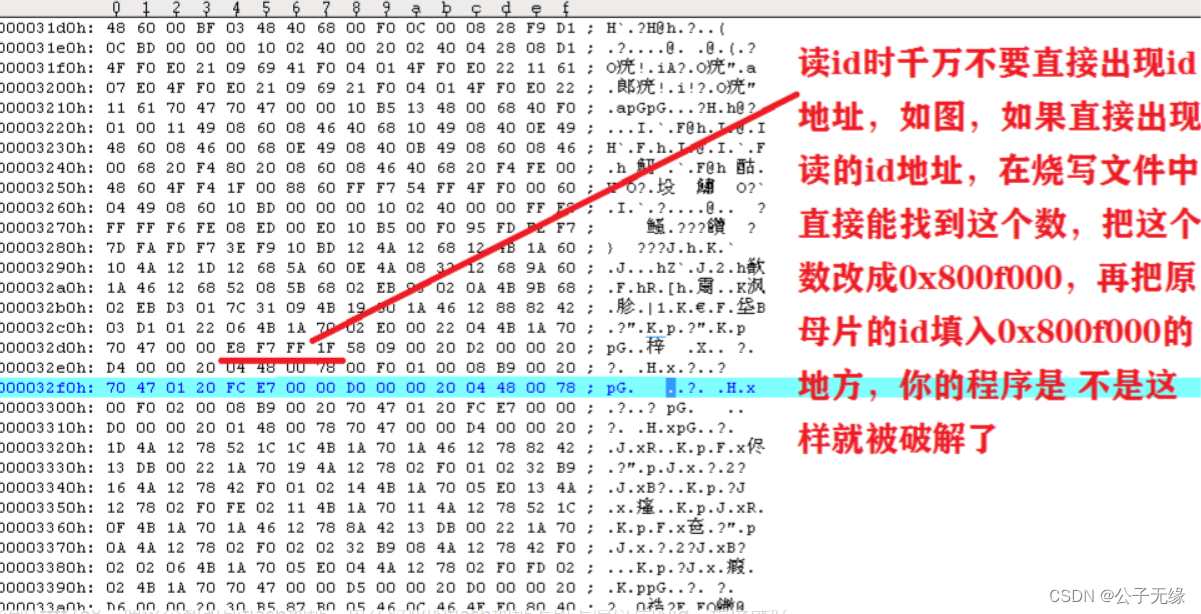 0 1 2 3 4 5 6 7 8 9 a b c d e f
000031d0h: 48 60 00 BF 03 48 40 68 00 F0 0C 00 08 28 F9 D1 ; H`.?H@h.?..(
000031e0h: 0C BD 00 00 00 10 02 40 00 20 02 40 04 28 08 D1 ; .?....@. .@.(.?
000031f0h: 4F F0 E0 21 09 69 41 F0 04 01 4F F0 E0 22 11 61 ; O疣!.iA?.O疣".a
00003200h: 07 E0 4F F0 E0 21 09 69 21 F0 04 01 4F F0 E0 22 ; .郞疣!.i!?.O疣"
00003210h: 11 61 70 47 70 47 00 00 10 B5 13 48 00 68 40 F0 ; .apGpG...?H.h@?
00003220h: 01 00 11 49 08 60 08 46 40 68 10 49 08 40 0E 49 ; ...I.`.F@h.I.@.I
00003230h: 48 60 08 46 00 68 0E 49 08 40 0B 49 08 60 08 46 ; H`.F.h.I.@.I.`.F
00003240h: 00 68 20 F4 80 20 08 60 08 46 40 68 20 F4 FE 00 ; .h .`.F@h
00003250h: 48 60 4F F4 1F 00 88 60 FF F7 54 FF 4F F0 00 60 ; O?`
00003260h: 04 49 08 60 10 BD 00 00 00 10 02 40 00 00 FF ; .I.`.?....@.. ?
00003270h: FF FF F6 FE 08 ED 00 E0 10 B5 00 F0 95 FD F7 ; ?
00003280h: 7D FA FD F7 3E F9 10 BD 12 4A 12 68 12 4B 1A 60 ; } ???J.h.K.`
00003290h: 10 4A 12 1D 12 68 5A 60 0E 4A 08 32 12 68 9A 60 ; .J...hZ`.J.2.h歓
000032a0h: 1A 46 12 68 52 08 5B 68 02 EB 02 0A 4B 9B 68 ; .F.hR.[h.
000032b0h: 02 EB D3 01 7C 31 09 4B 19 1A 46 12 88 82 42 ; .|1.K.€.F.垈B
000032c0h: 03 D1 01 22 06 4B 1A 70 02 E0 00 22 04 4B 1A 70 ; .?".K.p.?".K.p
000032d0h: 70 47 00 00 E8 F7 FF 1F 58 09 00 20 D2 00 00 20 ; pG.. .X.. ?.
000032e0h: D4 00 00 20 04 48 00 78 00 F0 01 00 08 B9 00 20 ; ?. .H.x.?..?
000032f0h: 70 47 01 20 FC E7 00 00 D0 00 00 20 04 48 00 78 ; pG. ..?. .H.x
00003300h: 00 F0 02 00 08 B9 00 20 70 47 01 20 FC E7 00 00 ; .?..? pG. ..
00003310h: D0 00 00 20 01 48 00 78 70 47 00 00 D4 00 00 20 ; ?. .H.xpG..?.
00003320h: 1D 4A 12 78 52 1C 1C 4B 1A 70 1A 46 12 78 82 42 ; .J.xR..K.p.F.x侭
00003330h: 13 DB 00 22 1A 70 19 4A 12 78 02 F0 01 02 32 B9 ; .?".p.J.x.?.2?
00003340h: 16 4A 12 78 42 F0 01 02 14 4B 1A 70 05 E0 13 4A ; .J.xB?..K.p.?J
00003350h: 12 78 02 F0 FE 02 11 4B 1A 70 11 4A 12 78 52 1C ; .K.p.J.xR.
00003360h: 0F 4B 1A 70 1A 46 12 78 8A 42 13 DB 00 22 1A 70 ; .K.p.F.x .?".p
00003370h: 0A 4A 12 78 02 F0 02 02 32 B9 08 4A 12 78 42 F0 ; .J.x.?.2?J.xB?
00003380h: 02 02 06 4B 1A 70 05 E0 04 4A 12 78 02 F0 FD 02 ; ...K.p.?J.x.
00003390h: 02 4B 1A 70 70 47 00 00 D5 00 00 20 D0 00 00 20 ; .K.ppG..?. ?.
读id时千万不要直接出现id
地址，如图，如果直接出现
读的id地址，在烧写文件中
直接能找到这个数，把这个
数改成0x800f000，再把原
母片的id填入0x800f000的
地方，你的程序是 不是这
样就被破解了
CSDN @公子无缘